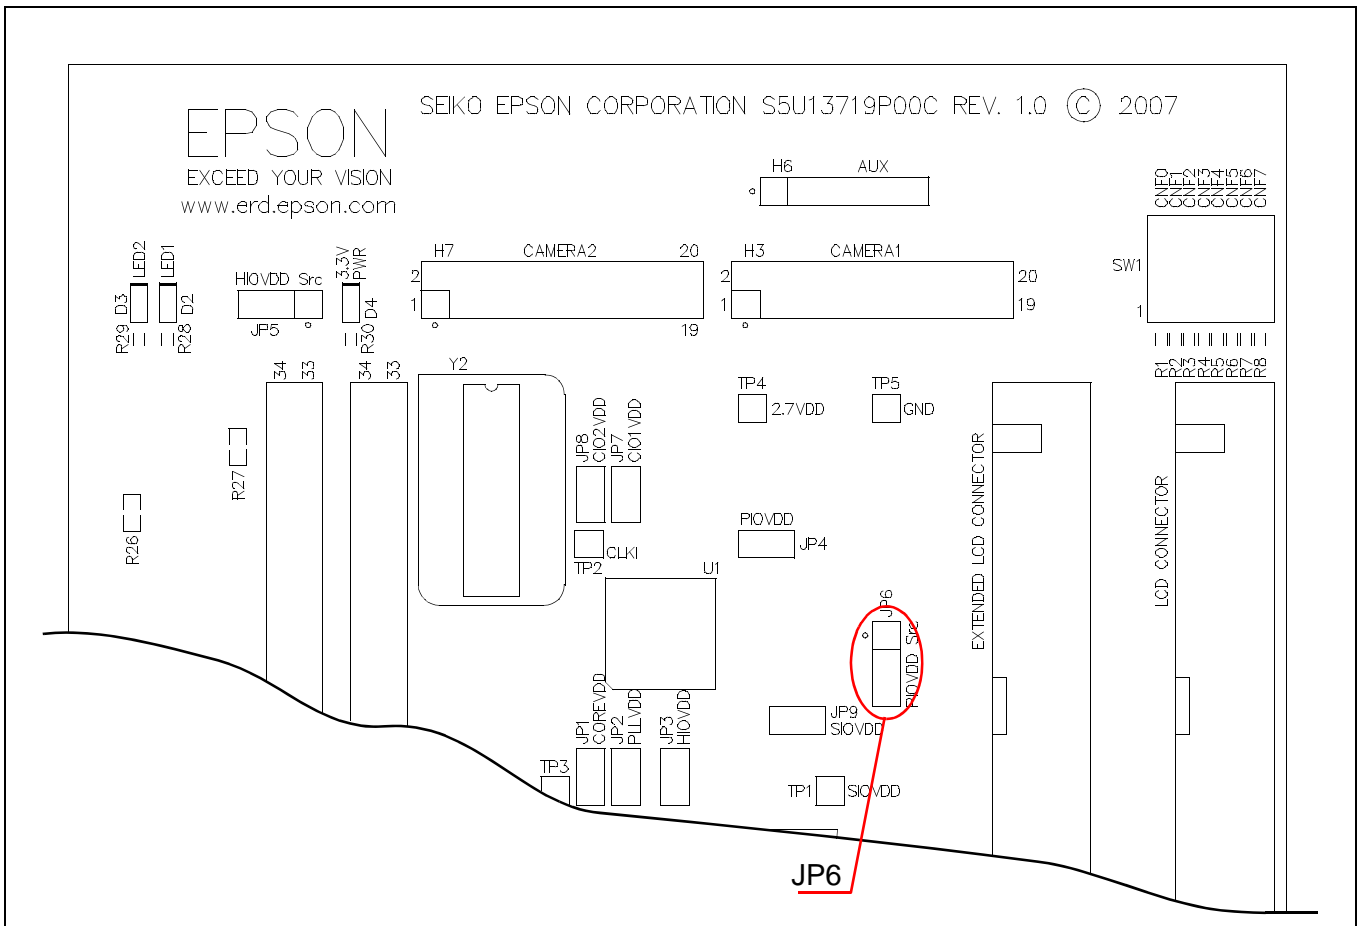 SEIKO EPSON CORPORATION S5U13719P00C REV. 1.0 © 2007
EPSON
EXCEED YOUR VISION
www.erd.epson.com
H6 AUX
CNF0
CNF1
CNF2
CNF3
CNF4
CNF5
CNF6
CNF7
LED2
LED1
3.3V
PWR
H7 CAMERA2 20
H3 CAMERA1
SW1
HIOVDD Src
2
2
20
D3
D2
D4
1
1
19
1
JP5
19
R29
R28
R30
R1
R2
R3
R4
R5
R6
R7
R8
34
33
34
33
Y2
TP4
2.7VDD
TP5
GND
JP8
CIO2VDD
JP7
CIO1VDD
R27
R26
EXTENDED LCD CONNECTOR
LCD CONNECTOR
PIOVDD
JP4
CLKI
TP2
U1
JP6
PIOVDD Src
JP9
SIOVDD
JP1
COREVDD
JP2
PLLVDD
JP3
HIOVDD
TP3
TP1
SIOVDD
JP6